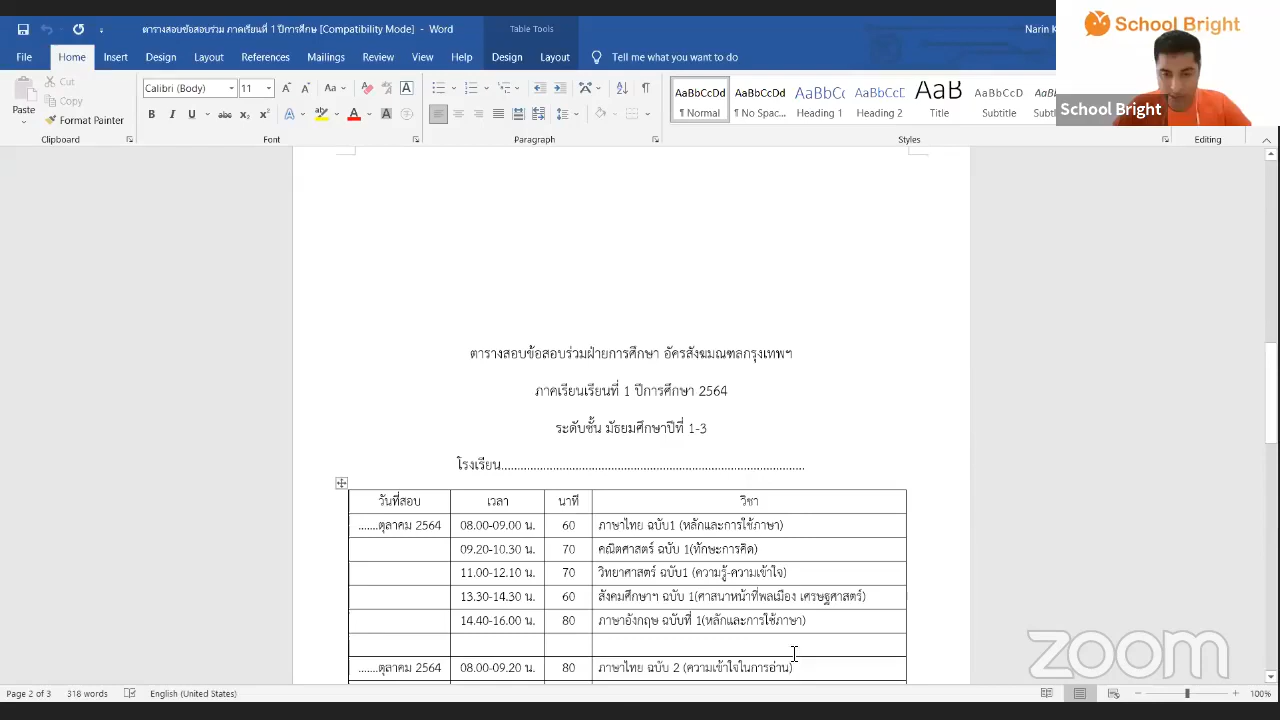 ตารางสอบข้อสอบร่วม ภาคเรียนที่ 1 ปีการศึกษ [Compatibility Mode] - Word
Table Tools
Narin K
School Bright
File Home Insert Design Layout References Mailings Review View Help Design Layout Tell me what you want to do
Paste
Cut
Copy
Format Painter
Calibri (Body) 11
AaBbCcDd Normal
AaBbCcDd No Spac...
AaBbCc Heading 1
AaBbCcE Heading 2
AaB Title
AaBbCcD Subtitle
AaBb Subtl
School Bright
Clipboard Font Paragraph Styles Editing
ตารางสอบข้อสอบร่วมฝ่ายการศึกษา อัครสังฆมณฑลกรุงเทพฯ
ภาคเรียนเรียนที่ 1 ปีการศึกษา 2564
ระดับชั้น มัธยมศึกษาปีที่ 1-3
โรงเรียน............................................................................................
วันที่สอบ เวลา นาที วิชา
.......ตุลาคม 2564 08.00-09.00 น. 60 ภาษาไทย ฉบับ1 (หลักและการใช้ภาษา)
09.20-10.30 น. 70 คณิตศาสตร์ ฉบับ 1(ทักษะการคิด)
11.00-12.10 น. 70 วิทยาศาสตร์ ฉบับ1 (ความรู้-ความเข้าใจ)
13.30-14.30 น. 60 สังคมศึกษาฯ ฉบับ 1(ศาสนาหน้าที่พลเมือง เศรษฐศาสตร์)
14.40-16.00 น. 80 ภาษาอังกฤษ ฉบับที่ 1(หลักและการใช้ภาษา)
.......ตุลาคม 2564 08.00-09.20 น. 80 ภาษาไทย ฉบับ 2 (ความเข้าใจในการอ่าน)
zoom
Page 2 of 3 318 words English (United States) 100%